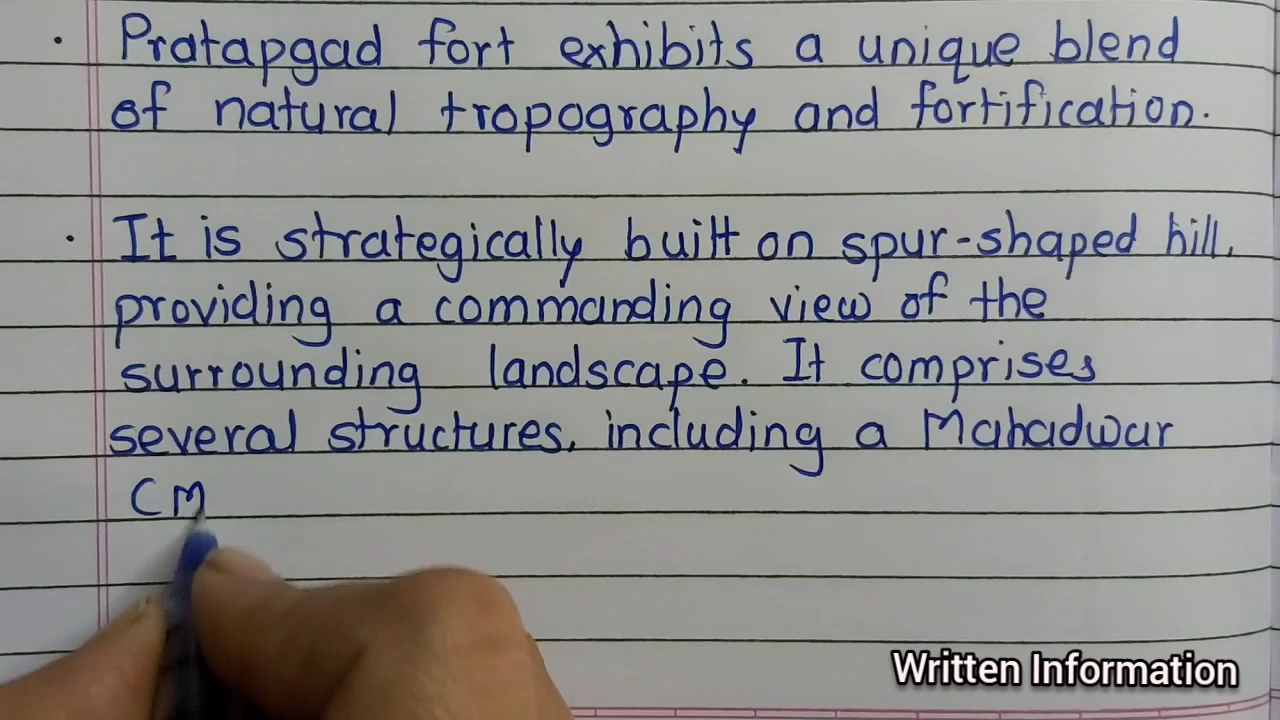 • Pratapgad fort exhibits a unique blend
of natural tropography and fortification.
• It is strategically built on spur-shaped hill,
providing a commanding view of the
surrounding landscape. It comprises
several structures, including a Mahadwar
(M
Written Information